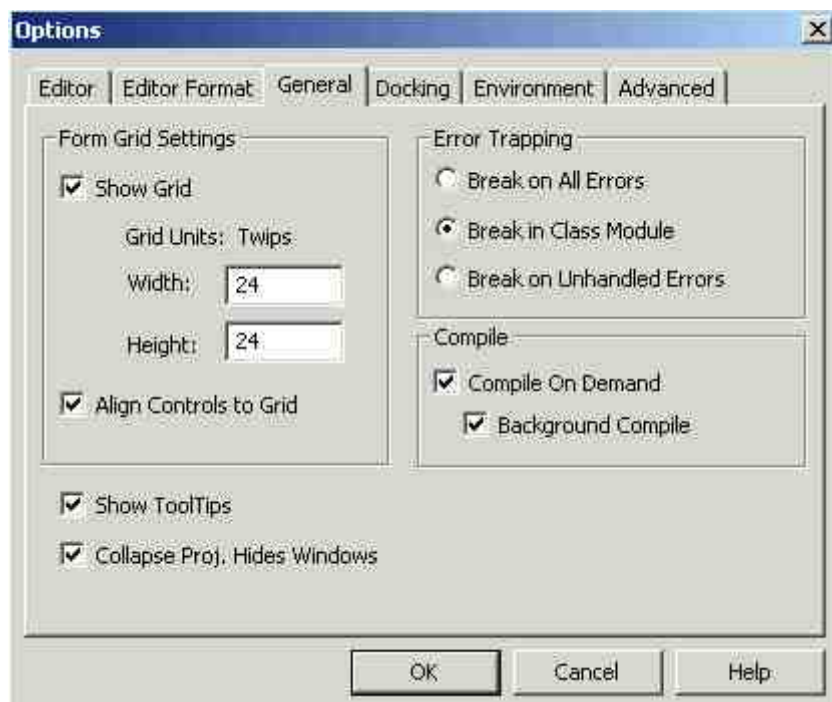 Options
Editor
Editor Format
General
Docking
Environment
Advanced
Form Grid Settings
Show Grid
Grid Units: Twips
Width: 24
Height: 24
Align Controls to Grid
Show ToolTips
Collapse Proj. Hides Windows
Error Trapping
Break on All Errors
Break in Class Module
Break on Unhandled Errors
Compile
Compile On Demand
Background Compile
OK
Cancel
Help